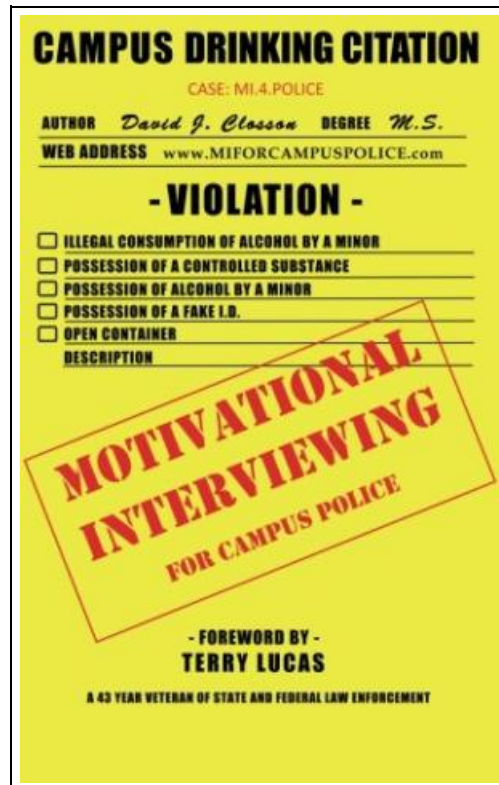 CAMPUS DRINKING CITATION
CASE: MI.4.POLICE
AUTHOR David J. Closson DEGREE M.S.
WEB ADDRESS www.MIFORCAMPUSPOLICE.com
- VIOLATION -
ILLEGAL CONSUMPTION OF ALCOHOL BY A MINOR
POSSESSION OF A CONTROLLED SUBSTANCE
POSSESSION OF ALCOHOL BY A MINOR
POSSESSION OF A FAKE I.D.
OPEN CONTAINER
DESCRIPTION
MOTIVATIONAL
INTERVIEWING
FOR CAMPUS POLICE
- FOREWORD BY -
TERRY LUCAS
A 43 YEAR VETERAN OF STATE AND FEDERAL LAW ENFORCEMENT